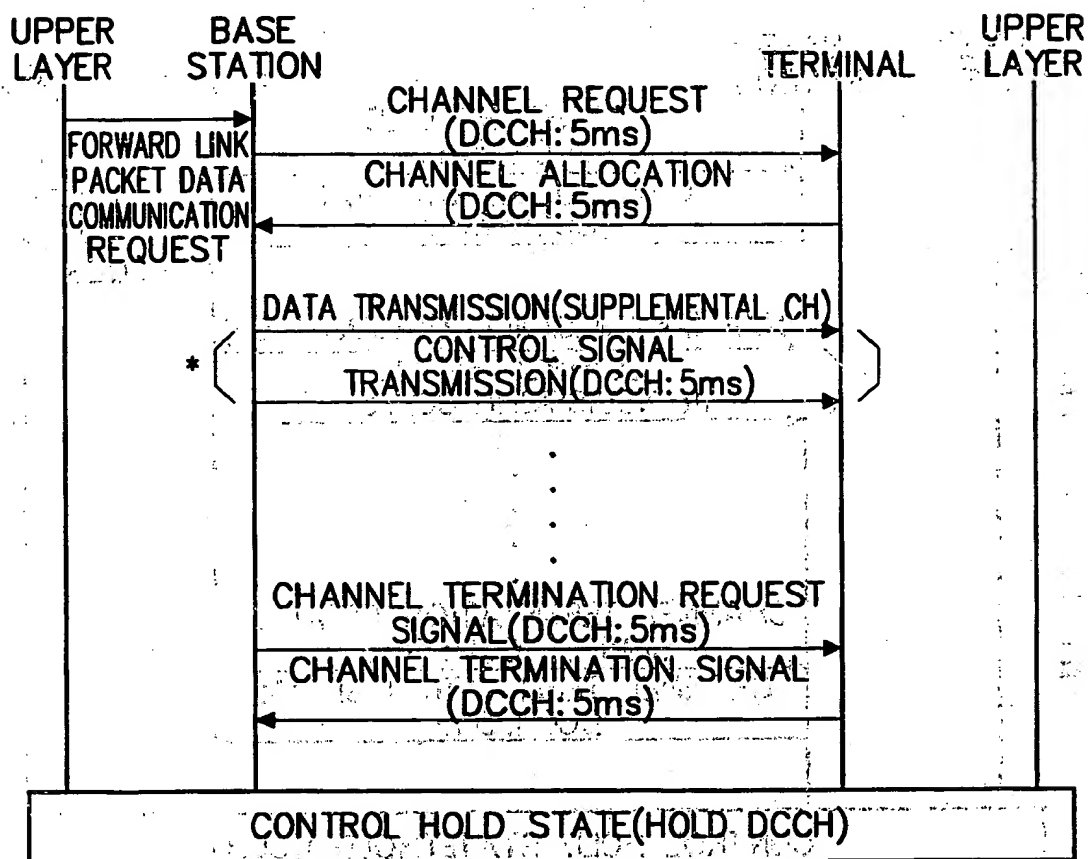 UPPER
LAYER
BASE
STATION
TERMINAL
UPPER
LAYER
FORWARD LINK
PACKET DATA
COMMUNICATION
REQUEST
CHANNEL REQUEST
(DCCH: 5ms)
CHANNEL ALLOCATION
(DCCH: 5ms)
DATA TRANSMISSION(SUPPLEMENTAL CH)
*
CONTROL SIGNAL
TRANSMISSION(DCCH: 5ms)
CHANNEL TERMINATION REQUEST
SIGNAL(DCCH: 5ms)
CHANNEL TERMINATION SIGNAL
(DCCH: 5ms)
CONTROL HOLD STATE(HOLD DCCH)